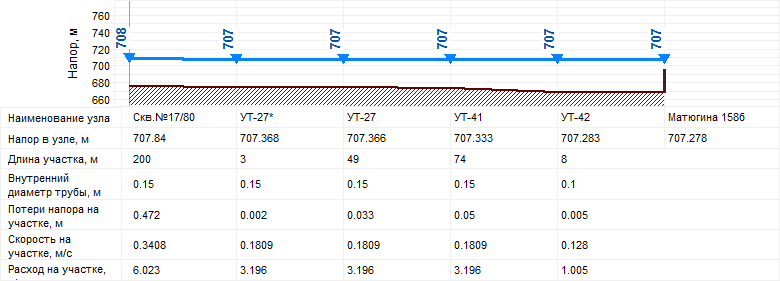 760
740
720
700
680
660
Напор, м
708
707
707
707
707
707
Наименование узла Скв.№17/80 УТ-27* УТ-27 УТ-41 УТ-42 Матюгина 158б
Напор в узле, м 707.84 707.368 707.366 707.333 707.283 707.278
Длина участка, м 200 3 49 74 8
Внутренний
диаметр трубы, м 0.15 0.15 0.15 0.15 0.1
Потери напора на
участке, м 0.472 0.002 0.033 0.05 0.005
Скорость на
участке, м/с 0.3408 0.1809 0.1809 0.1809 0.128
Расход на участке, 6.023 3.196 3.196 3.196 1.005